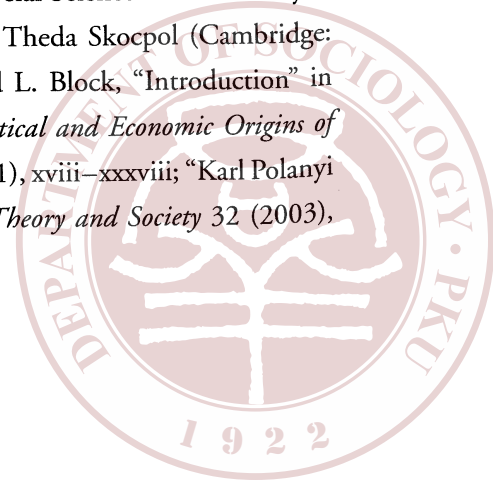 Theda Skocpol (Cambridge:
L. Block, “Introduction” in
tical and Economic Origins of
1), xviii–xxxviii; “Karl Polanyi
Theory and Society 32 (2003),
DEPARTMENT OF SOCIOLOGY • PKU
1922